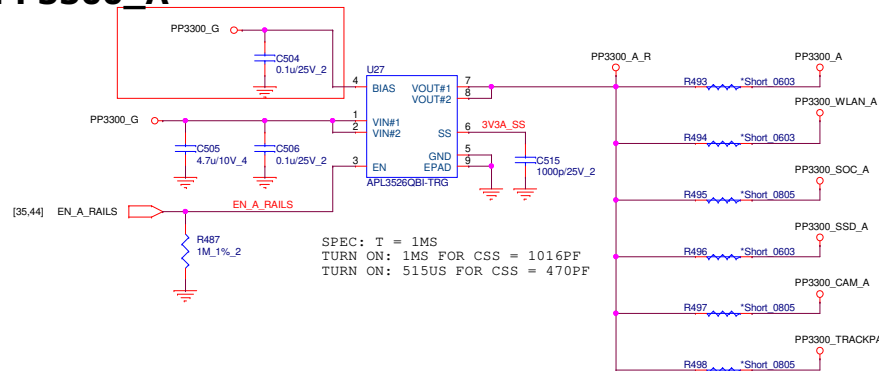 PP3300_G
C504
0.1u/25V_2
U27
4 BIAS VOUT#1 7
VOUT#2 8
PP3300_G
1 VIN#1
2 VIN#2
SS 6 3V3A_SS
C505
4.7u/10V_4
C506
0.1u/25V_2
GND 5
3 EN EPAD 9
APL3526QBI-TRG
C515
1000p/25V_2
[35,44] EN_A_RAILS
EN_A_RAILS
R487
1M_1%_2
SPEC: T = 1MS
TURN ON: 1MS FOR CSS = 1016PF
TURN ON: 515US FOR CSS = 470PF
PP3300_A_R
PP3300_A
R493 *Short_0603
PP3300_WLAN_A
R494 *Short_0603
PP3300_SOC_A
R495 *Short_0805
PP3300_SSD_A
R496 *Short_0603
PP3300_CAM_A
R497 *Short_0805
R498 *Short_0805